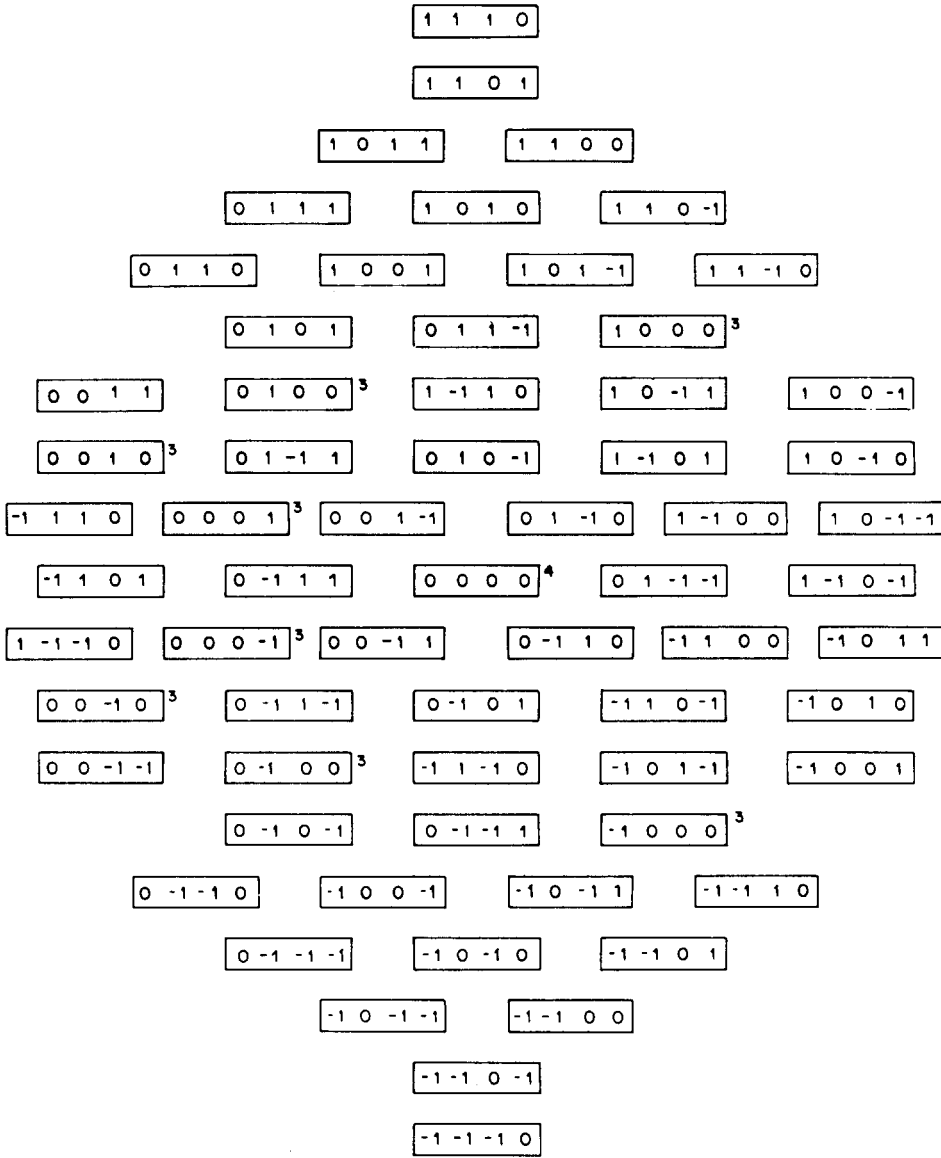 1 1 1 0
1 1 0 1
1 0 1 1 1 1 0 0
0 1 1 1 1 0 1 0 1 1 0 -1
0 1 1 0 1 0 0 1 1 0 1 -1 1 1 -1 0
0 1 0 1 0 1 1 -1 1 0 0 0 3
0 0 1 1 0 1 0 0 3 1 -1 1 0 1 0 -1 1 1 0 0 -1
0 0 1 0 3 0 1 -1 1 0 1 0 -1 1 -1 0 1 1 0 -1 0
-1 1 1 0 0 0 0 1 3 0 0 1 -1 0 1 -1 0 1 -1 0 0 1 0 -1 -1
-1 1 0 1 0 -1 1 1 0 0 0 0 4 0 1 -1 -1 1 -1 0 -1
1 -1 -1 0 0 0 0 -1 3 0 0 -1 1 0 -1 1 0 -1 1 0 0 -1 0 1 1
0 0 -1 0 3 0 -1 1 -1 0 -1 0 1 -1 1 0 -1 -1 0 1 0
0 0 -1 -1 0 -1 0 0 3 -1 1 -1 0 -1 0 1 -1 -1 0 0 1
0 -1 0 -1 0 -1 -1 1 -1 0 0 0 3
0 -1 -1 0 -1 0 0 -1 -1 0 -1 1 -1 -1 1 0
0 -1 -1 -1 -1 0 -1 0 -1 -1 0 1
-1 0 -1 -1 -1 -1 0 0
-1 -1 0 -1
-1 -1 -1 0